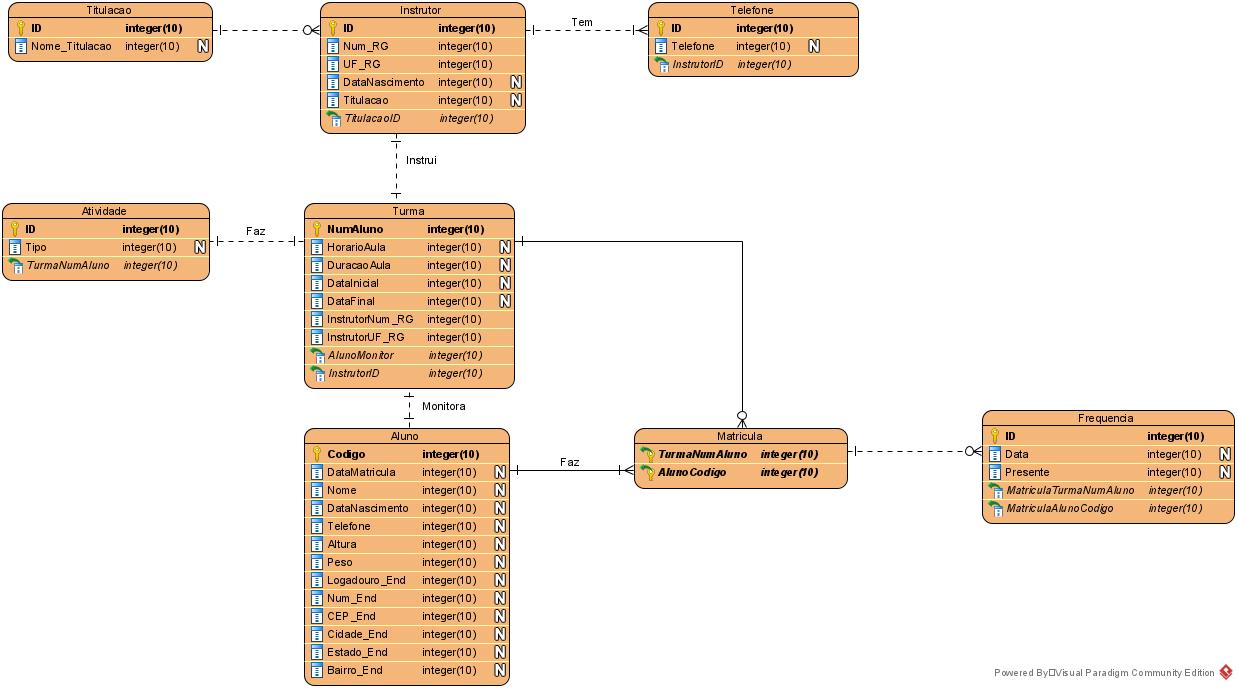 Titulacao
ID integer(10)
Nome_Titulacao integer(10) N
Instrutor
ID integer(10)
Num_RG integer(10)
UF_RG integer(10)
DataNascimento integer(10) N
Titulacao integer(10) N
TitulacaoID integer(10)
Tem
Telefone
ID integer(10)
Telefone integer(10) N
InstrutorID integer(10)
Instrui
Atividade
ID integer(10)
Tipo integer(10) N
TurmaNumAluno integer(10)
Faz
Turma
NumAluno integer(10)
HorarioAula integer(10) N
DuracaoAula integer(10) N
DataInicial integer(10) N
DataFinal integer(10) N
InstrutorNum_RG integer(10)
InstrutorUF_RG integer(10)
AlunoMonitor integer(10)
InstrutorID integer(10)
Monitora
Aluno
Codigo integer(10)
DataMatricula integer(10) N
Nome integer(10) N
DataNascimento integer(10) N
Telefone integer(10) N
Altura integer(10) N
Peso integer(10) N
Logadouro_End integer(10) N
Num_End integer(10) N
CEP_End integer(10) N
Cidade_End integer(10) N
Estado_End integer(10) N
Bairro_End integer(10) N
Faz
Matricula
TurmaNumAluno integer(10)
AlunoCodigo integer(10)
Frequencia
ID integer(10)
Data integer(10) N
Presente integer(10) N
MatriculaTurmaNumAluno integer(10)
MatriculaAlunoCodigo integer(10)
Powered By□Visual Paradigm Community Edition